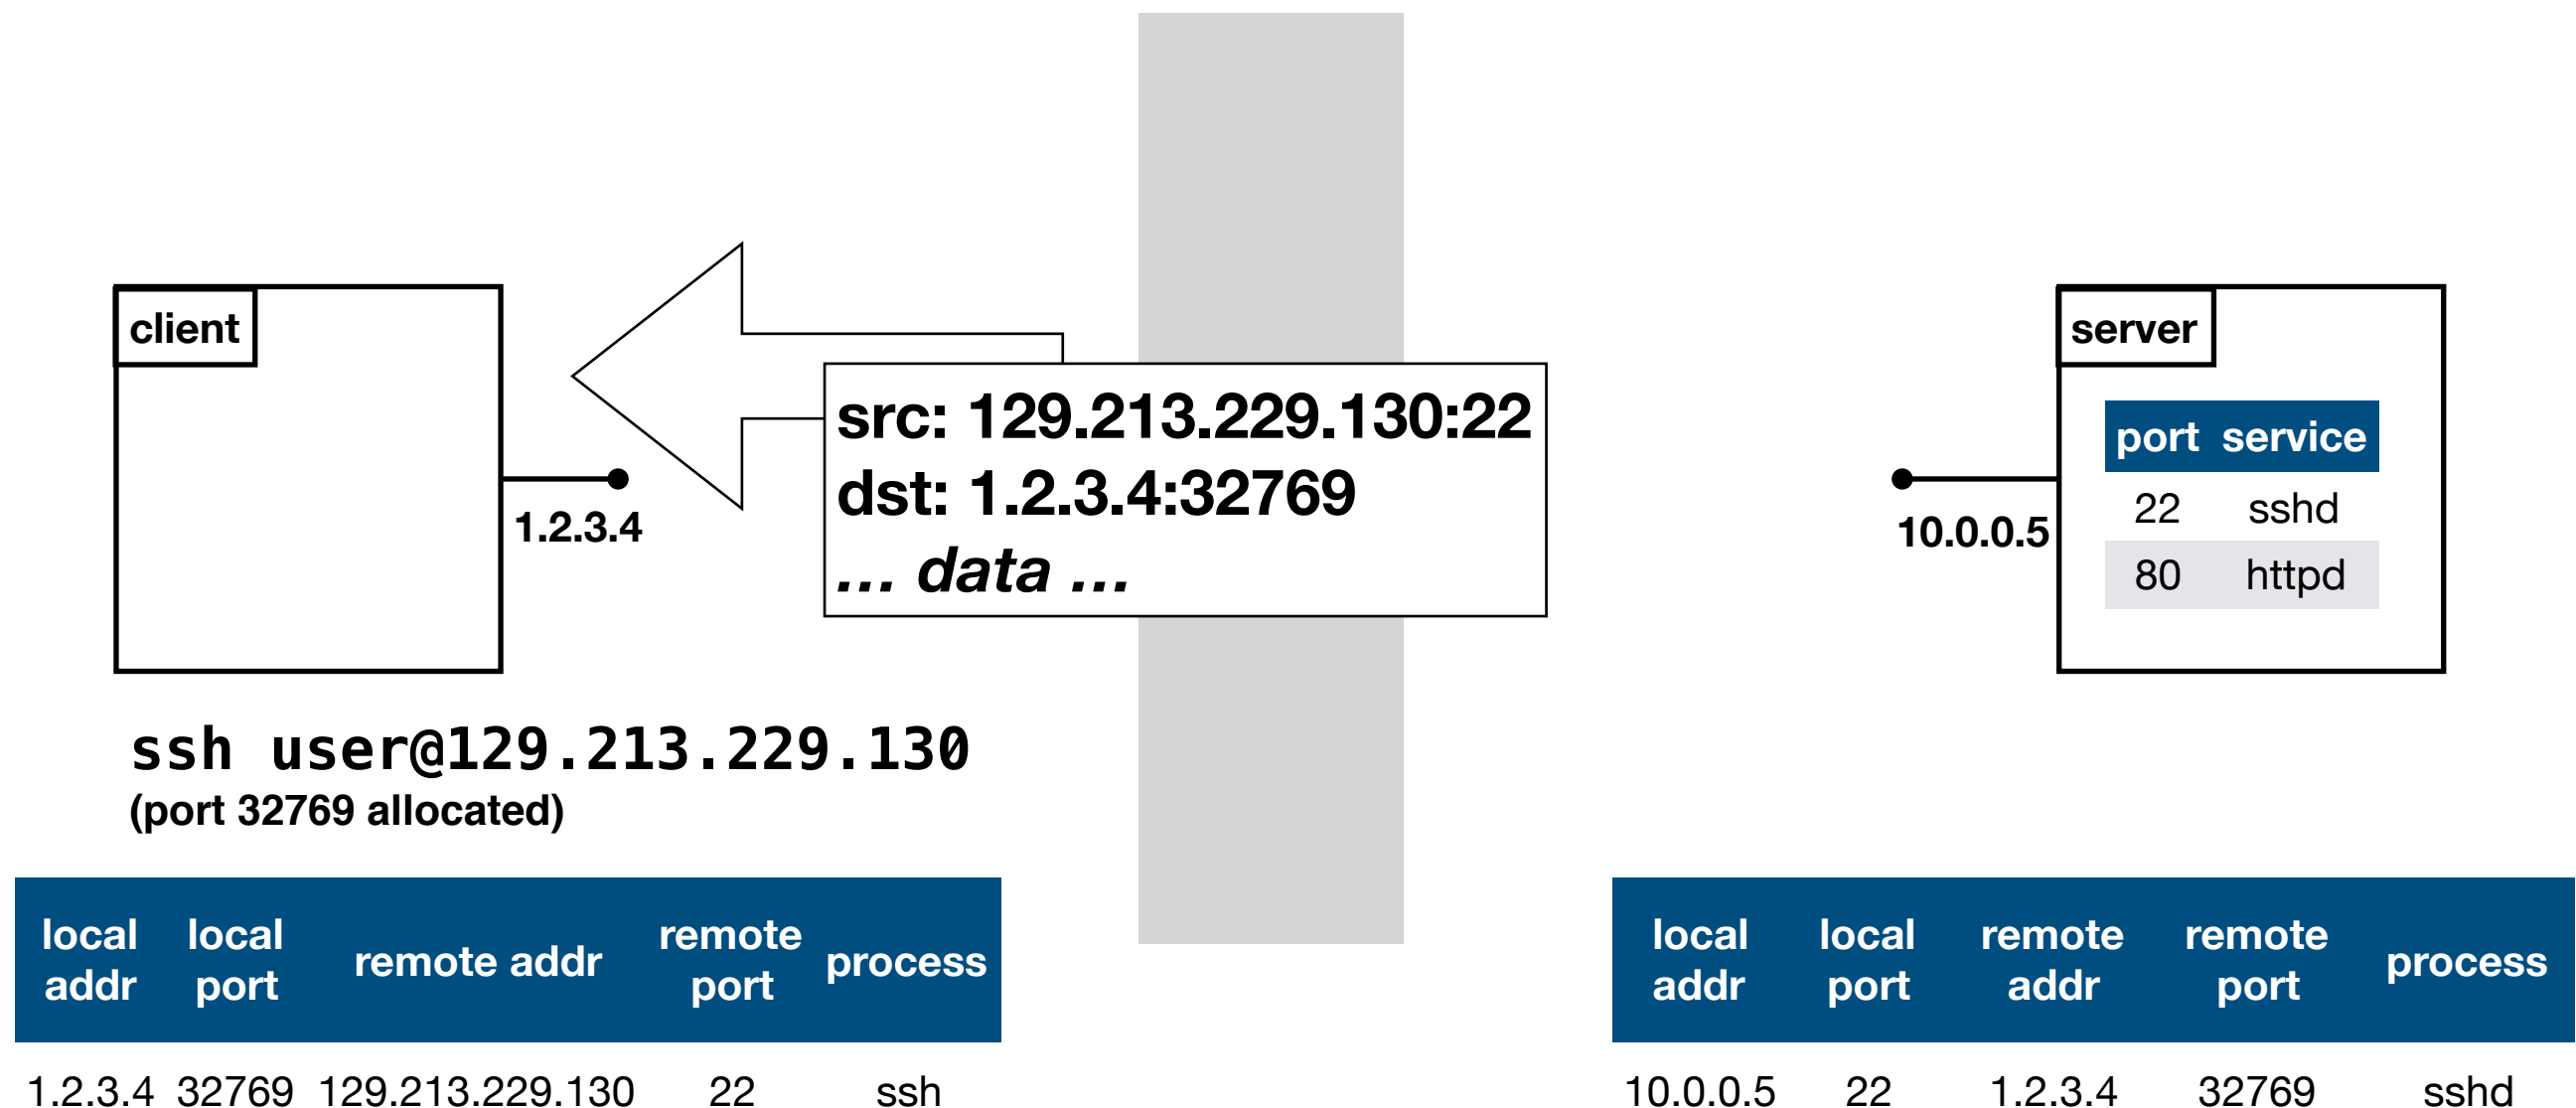 client
server
port service
22 sshd
80 httpd
src: 129.213.229.130:22
dst: 1.2.3.4:32769
... data ...
1.2.3.4
10.0.0.5
ssh user@129.213.229.130
(port 32769 allocated)
local addr local port remote addr remote port process
1.2.3.4 32769 129.213.229.130 22 ssh
local addr local port remote addr remote port process
10.0.0.5 22 1.2.3.4 32769 sshd